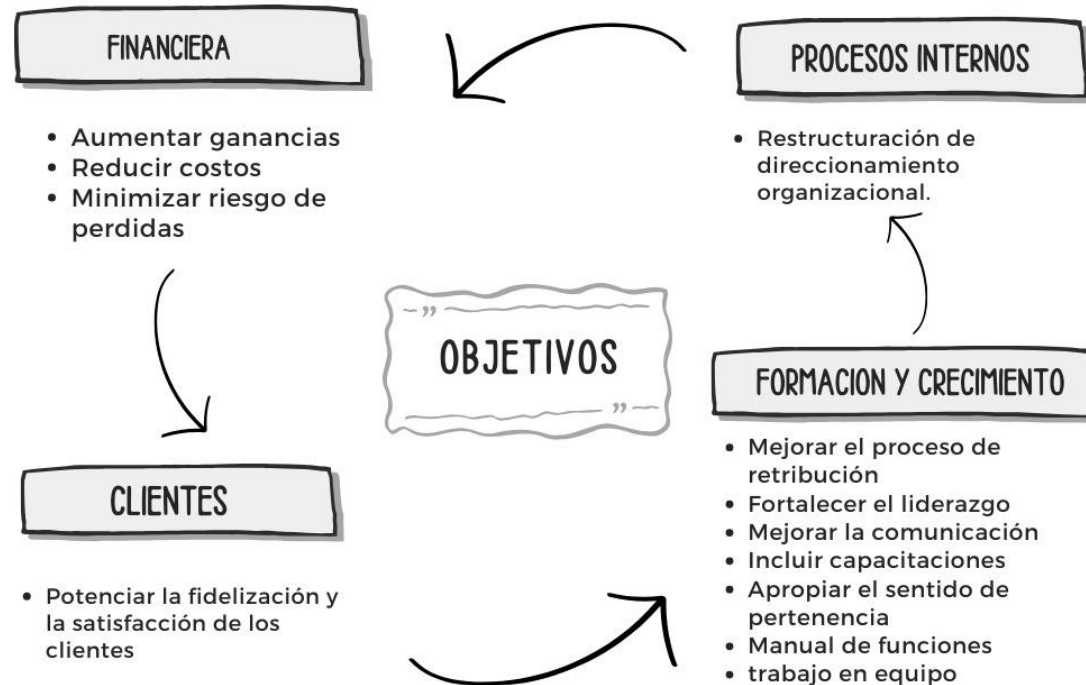 FINANCIERA
• Aumentar ganancias
• Reducir costos
• Minimizar riesgo de
perdidas
PROCESOS INTERNOS
• Restructuración de
direccionamiento
organizacional.
OBJETIVOS
CLIENTES
• Potenciar la fidelización y
la satisfacción de los
clientes
FORMACION Y CRECIMIENTO
• Mejorar el proceso de
retribución
• Fortalecer el liderazgo
• Mejorar la comunicación
• Incluir capacitaciones
• Apropiar el sentido de
pertenencia
• Manual de funciones
• trabajo en equipo